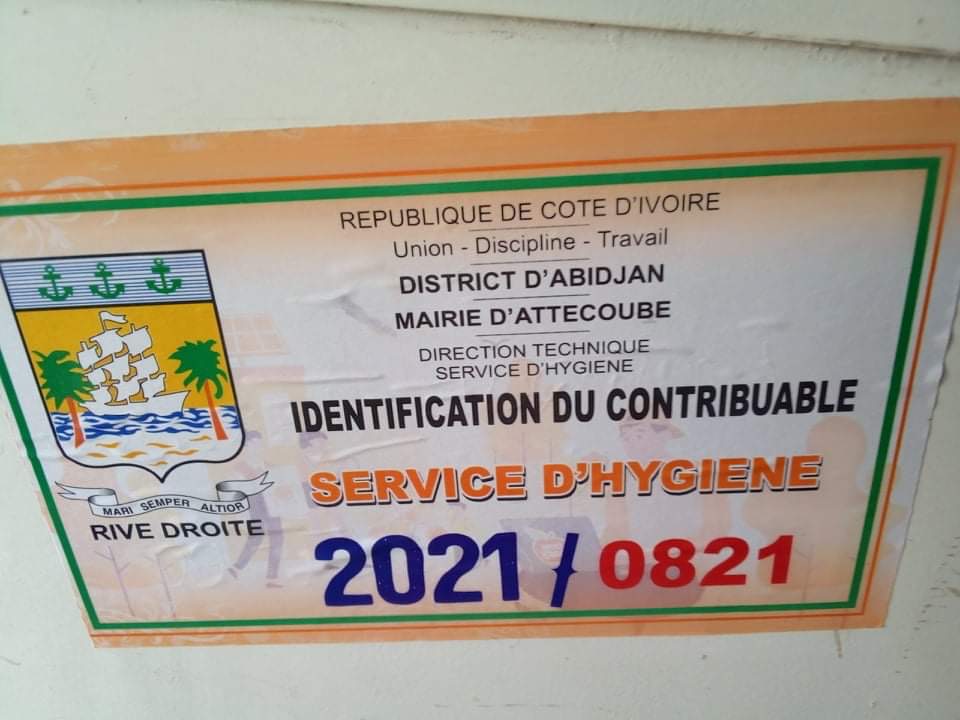 REPUBLIQUE DE COTE D'IVOIRE
Union - Discipline - Travail
DISTRICT D'ABIDJAN
MAIRIE D'ATTECOUBE
DIRECTION TECHNIQUE
SERVICE D'HYGIENE
IDENTIFICATION DU CONTRIBUABLE
SERVICE D'HYGIENE
2021/0821
MARI SEMPER ALTIOR
RIVE DROITE